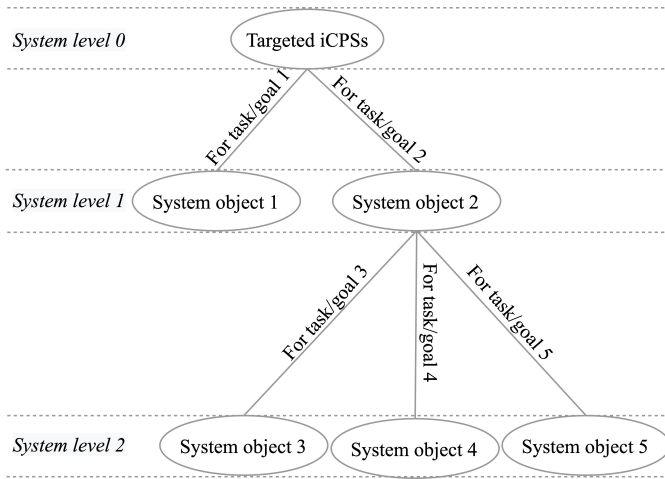 System level 0
Targeted iCPSs
For task/goal 1
For task/goal 2
System level 1
System object 1
System object 2
For task/goal 3
For task/goal 4
For task/goal 5
System level 2
System object 3
System object 4
System object 5